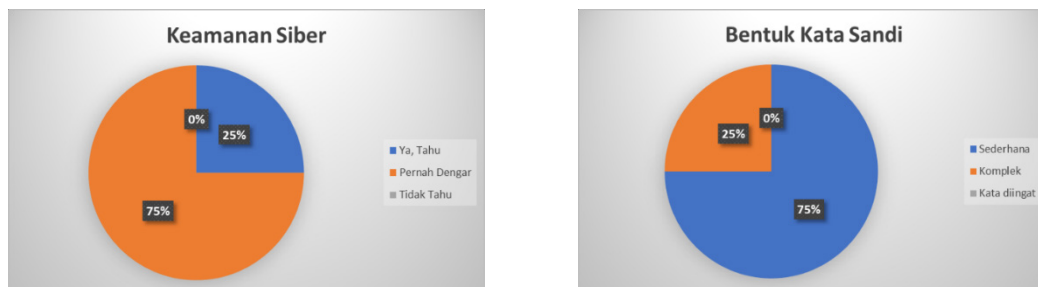 Keamanan Siber
0%
25%
75%
Ya, Tahu
Pernah Dengar
Tidak Tahu
Bentuk Kata Sandi
0%
25%
75%
Sederhana
Komplek
Kata diingat